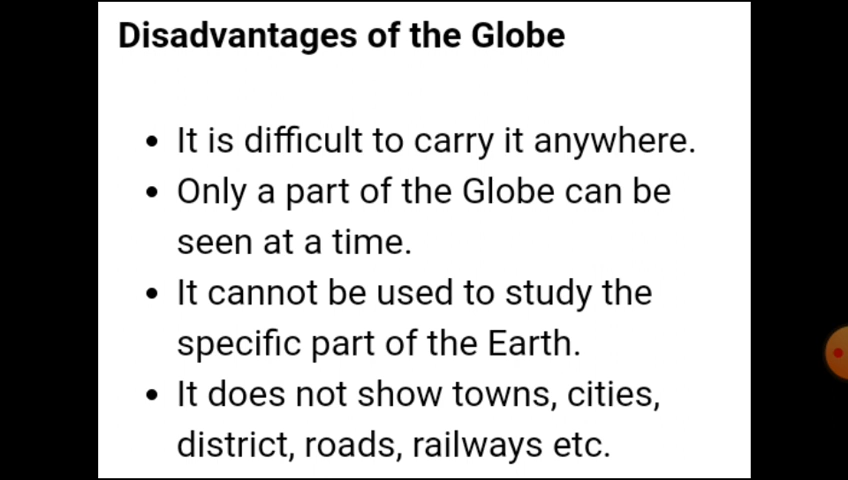 Disadvantages of the Globe
• It is difficult to carry it anywhere.
• Only a part of the Globe can be
seen at a time.
• It cannot be used to study the
specific part of the Earth.
• It does not show towns, cities,
district, roads, railways etc.